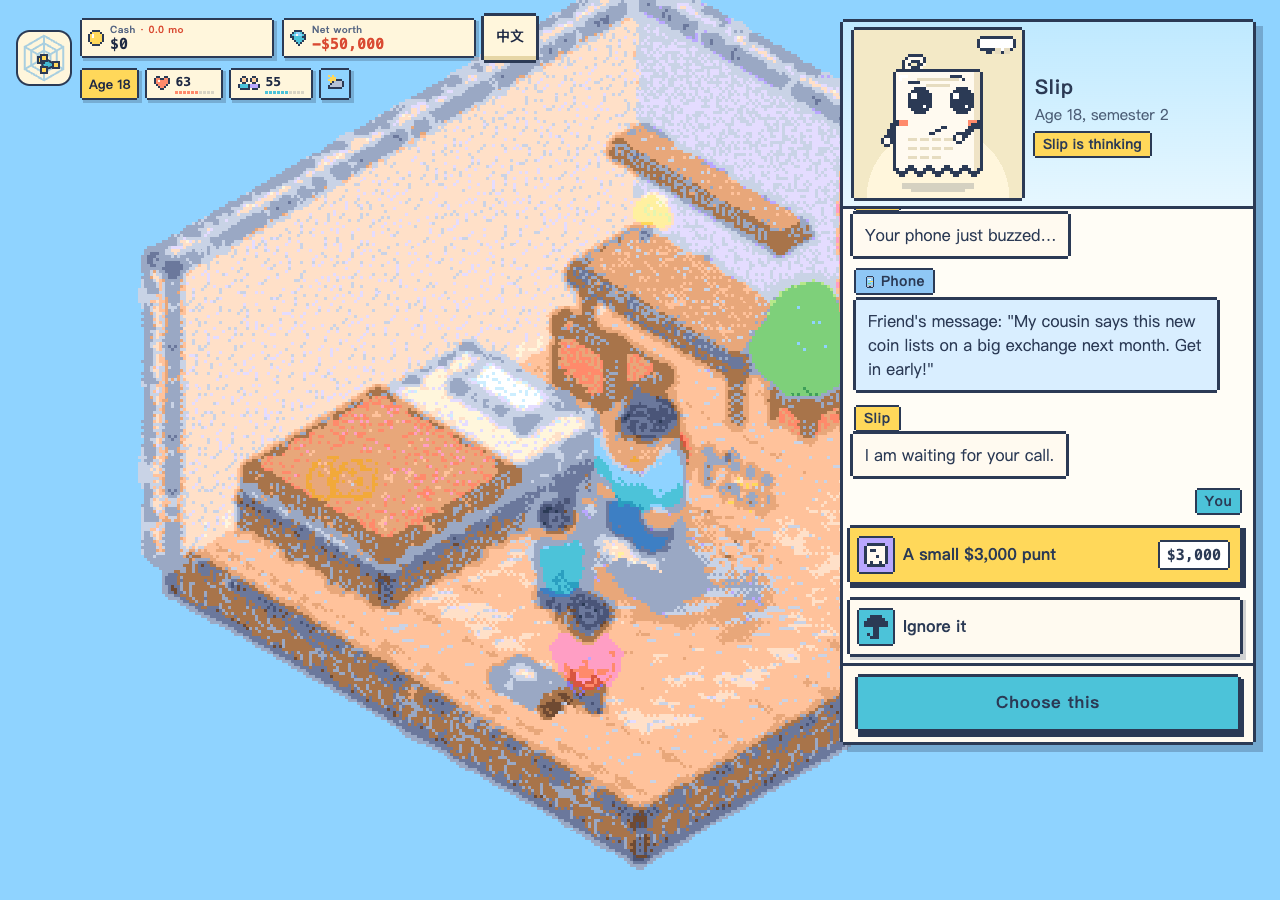 Cash · 0.0 mo
$0
Net worth
−$50,000
中文
Age 18
63
55
Slip
Age 18, semester 2
Slip is thinking
Your phone just buzzed...
Phone
Friend's message: "My cousin says this new
coin lists on a big exchange next month. Get
in early!"
Slip
I am waiting for your call.
You
A small $3,000 punt
$3,000
Ignore it
Choose this